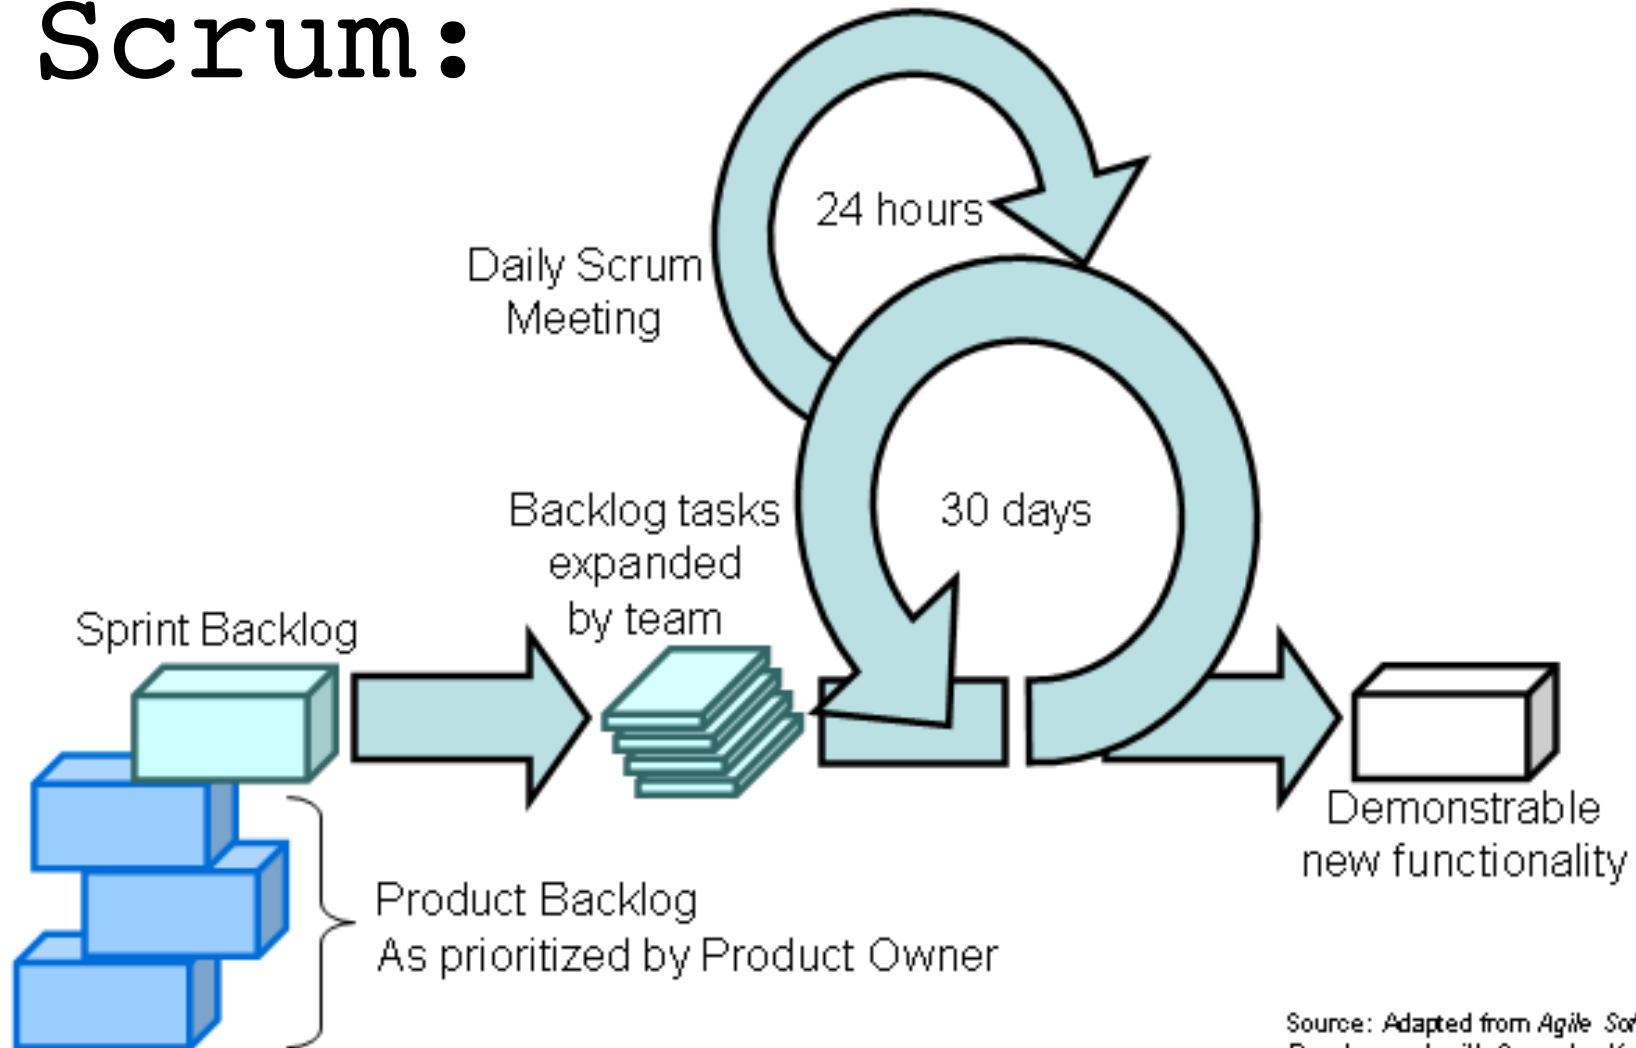 Scrum:
24 hours
Daily Scrum
Meeting
Backlog tasks
expanded
by team
30 days
Sprint Backlog
Demonstrable
new functionality
Product Backlog
As prioritized by Product Owner
Source: Adapted from Agile